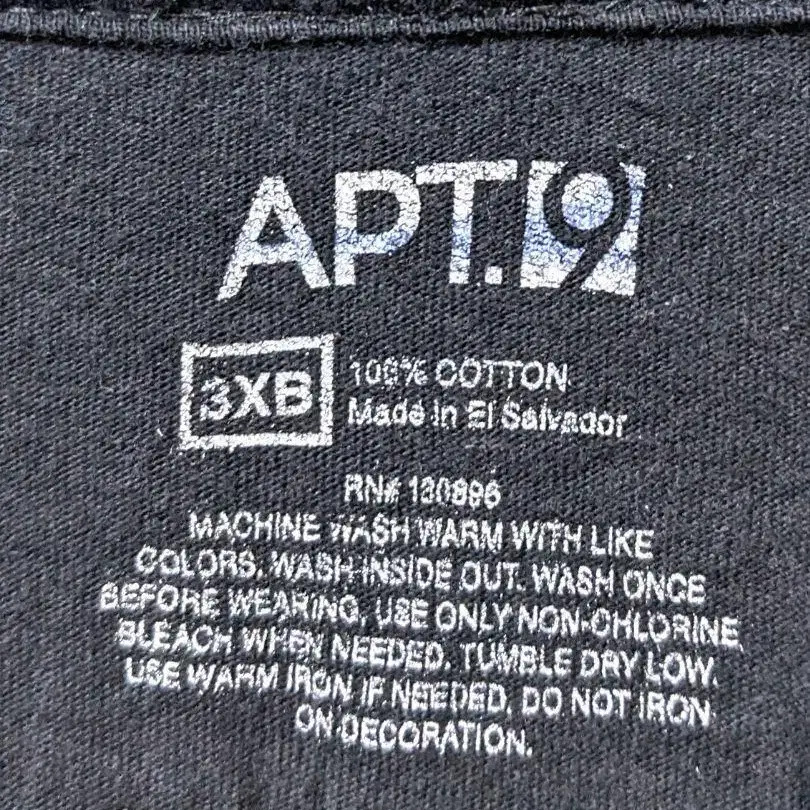 APT.9
3XB
100% COTTON
Made in El Salvador
RN# 130896
MACHINE WASH WARM WITH LIKE
COLORS. WASH INSIDE OUT. WASH ONCE
BEFORE WEARING. USE ONLY NON-CHLORINE
BLEACH WHEN NEEDED. TUMBLE DRY LOW.
USE WARM IRON IF NEEDED. DO NOT IRON
ON DECORATION.